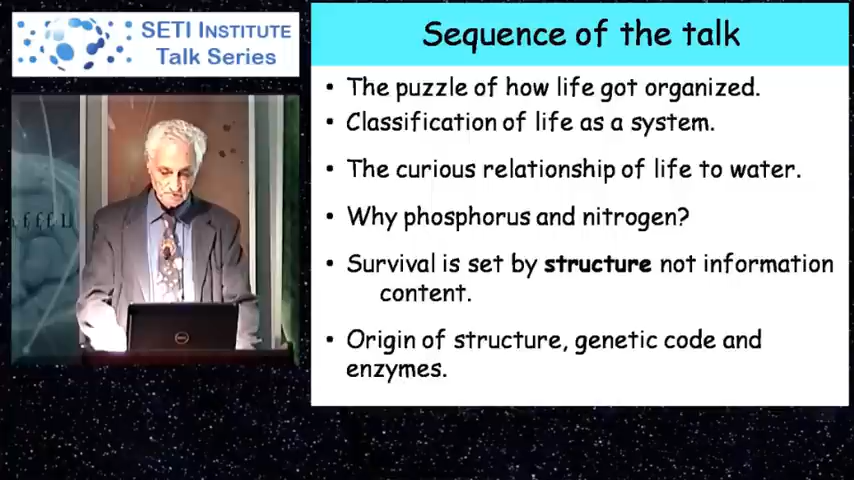 SETI INSTITUTE
Talk Series
Sequence of the talk
• The puzzle of how life got organized.
• Classification of life as a system.
• The curious relationship of life to water.
• Why phosphorus and nitrogen?
• Survival is set by structure not information
content.
• Origin of structure, genetic code and
enzymes.